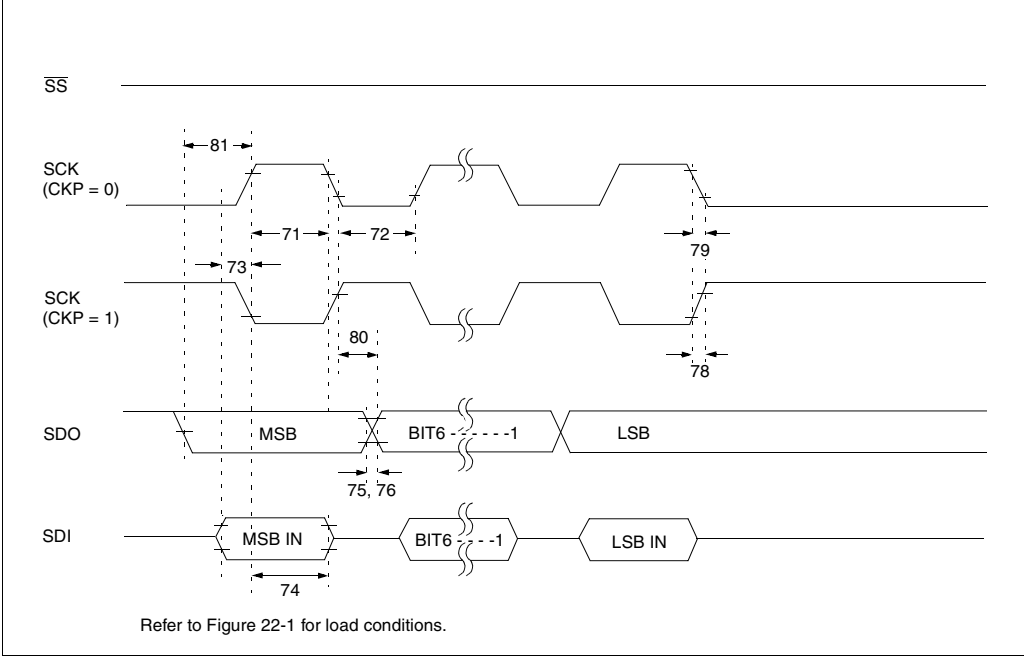 SS
81
SCK
(CKP = 0)
71
72
79
73
SCK
(CKP = 1)
80
78
SDO
MSB
BIT6 - - - - - - -1
LSB
75, 76
SDI
MSB IN
BIT6 - - - -1
LSB IN
74
Refer to Figure 22-1 for load conditions.